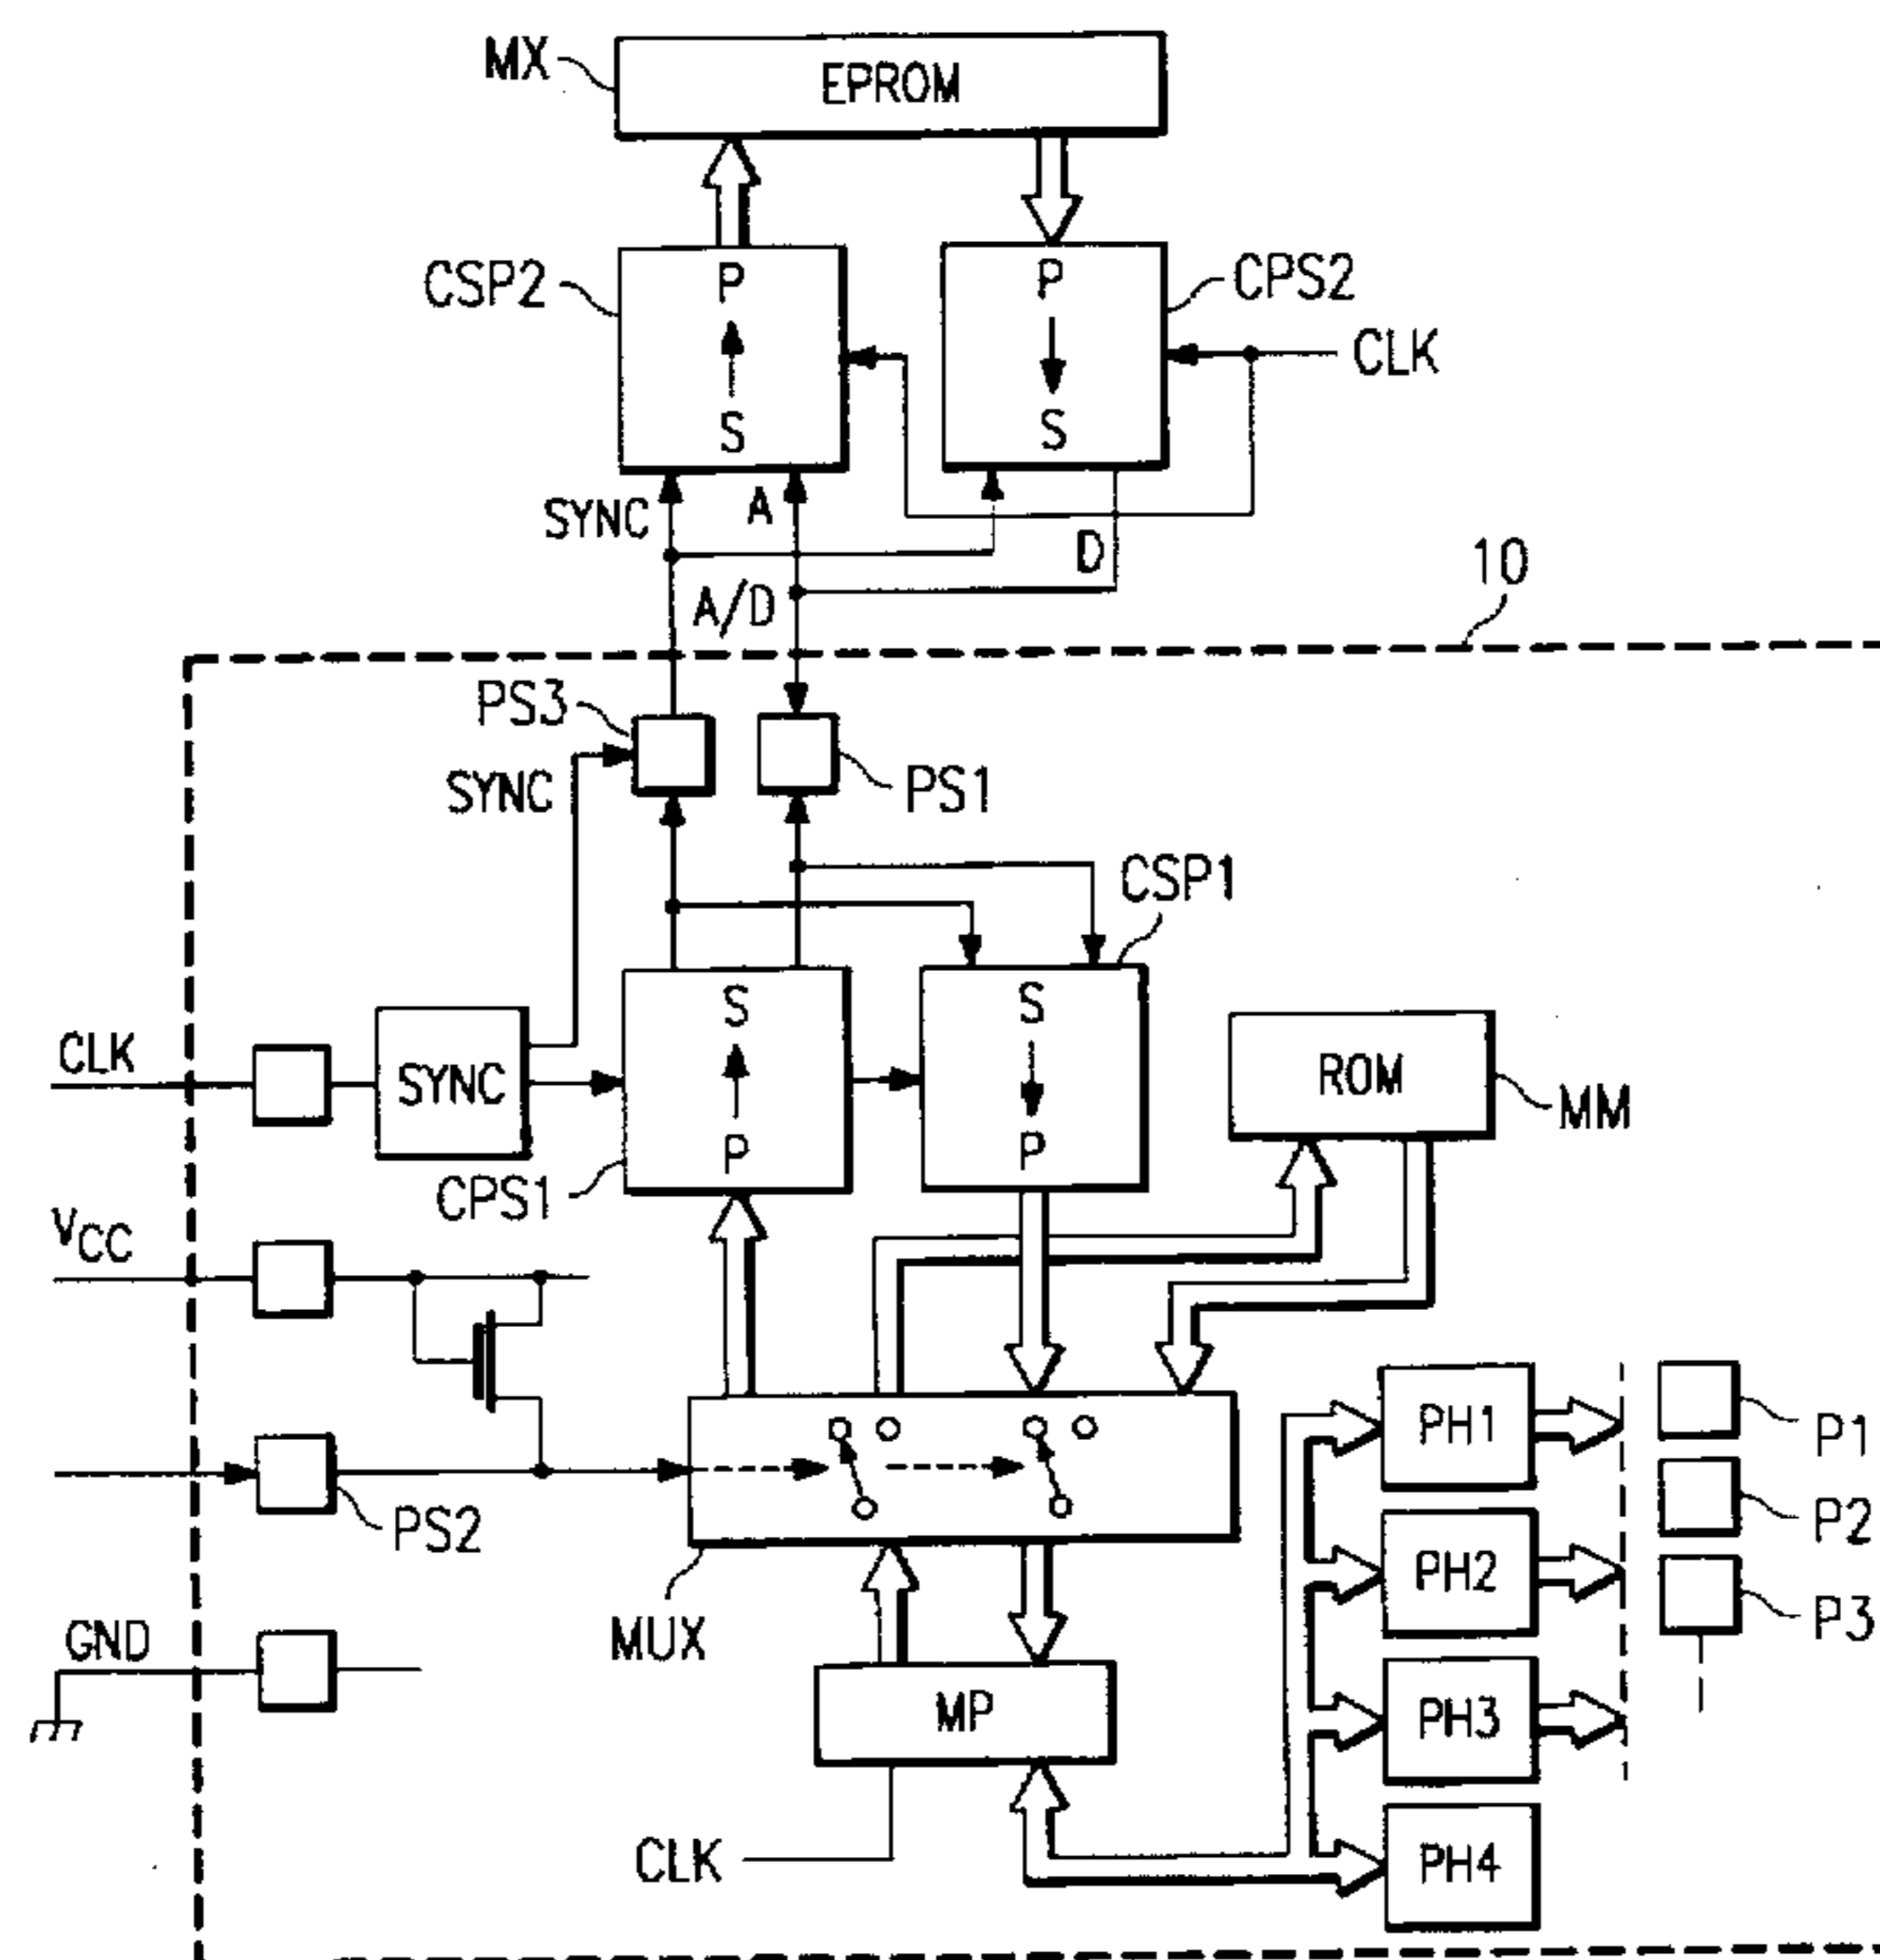 MX
EPROM
CSP2
P
S
P
S
CPS2
CLK
SYNC
A
D
A/D
10
PS3
SYNC
PS1
CSP1
CLK
SYNC
S
P
S
P
ROM
MM
CPS1
VCC
PS2
MUX
PH1
P1
PH2
P2
PH3
P3
GND
MP
CLK
PH4